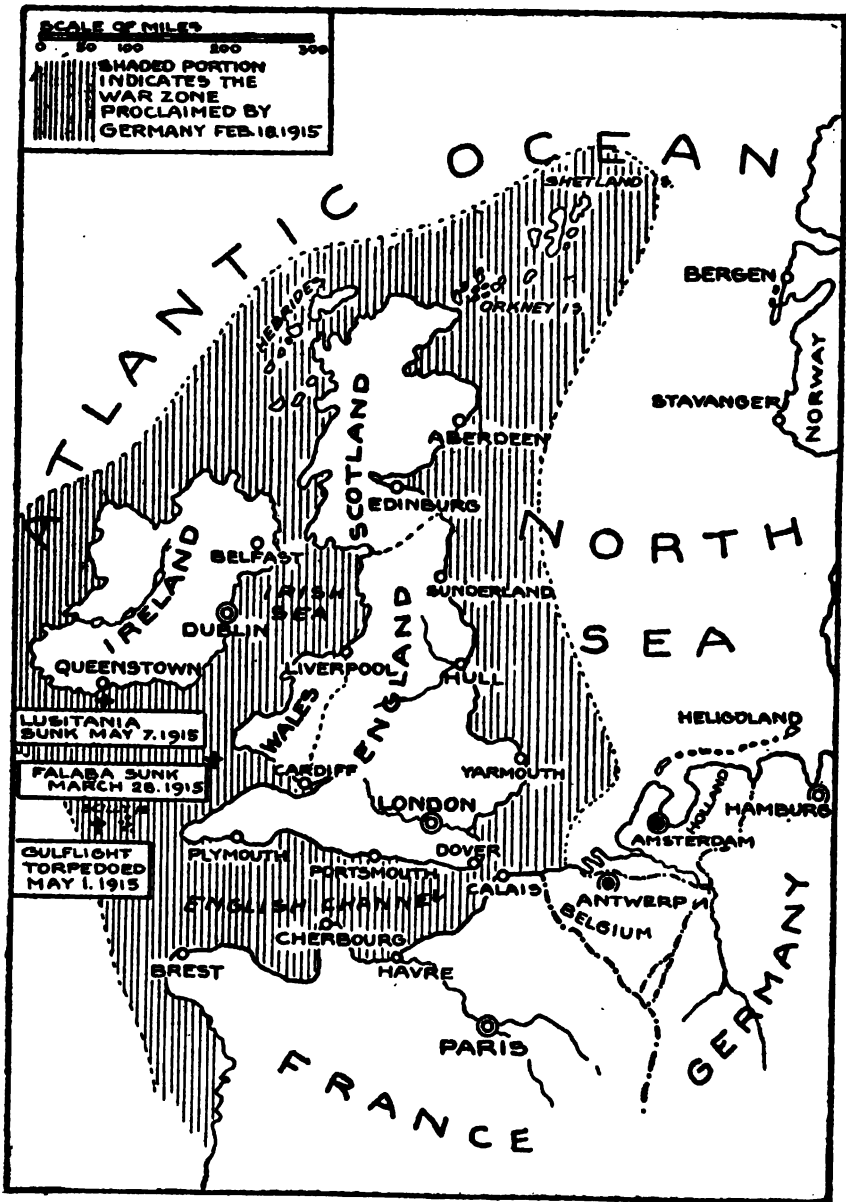 SCALE OF MILES
0 50 100 200 300
SHADED PORTION
INDICATES THE
WAR ZONE
PROCLAIMED BY
GERMANY FEB.18.1915
ATLANTIC OCEAN
SHETLAND IS.
BERGEN
HEBRIDES
ORKNEY IS
NORWAY
STAVANGER
SCOTLAND
ABERDEEN
EDINBURG
NORTH
SEA
BELFAST
IRELAND
IRISH
SEA
SUNDERLAND
DUBLIN
ENGLAND
QUEENSTOWN
LIVERPOOL
HULL
WALES
LUSITANIA
SUNK MAY 7.1915
HELIGOLAND
FALABA SUNK
MARCH 28.1915
CARDIFF
YARMOUTH
HOLLAND
HAMBURG
LONDON
AMSTERDAM
GULFLIGHT
TORPEDOED
MAY 1.1915
PLYMOUTH
PORTSMOUTH
DOVER
CALAIS
ANTWERP
BELGIUM
ENGLISH CHANNEL
CHERBOURG
BREST
HAVRE
GERMANY
PARIS
FRANCE